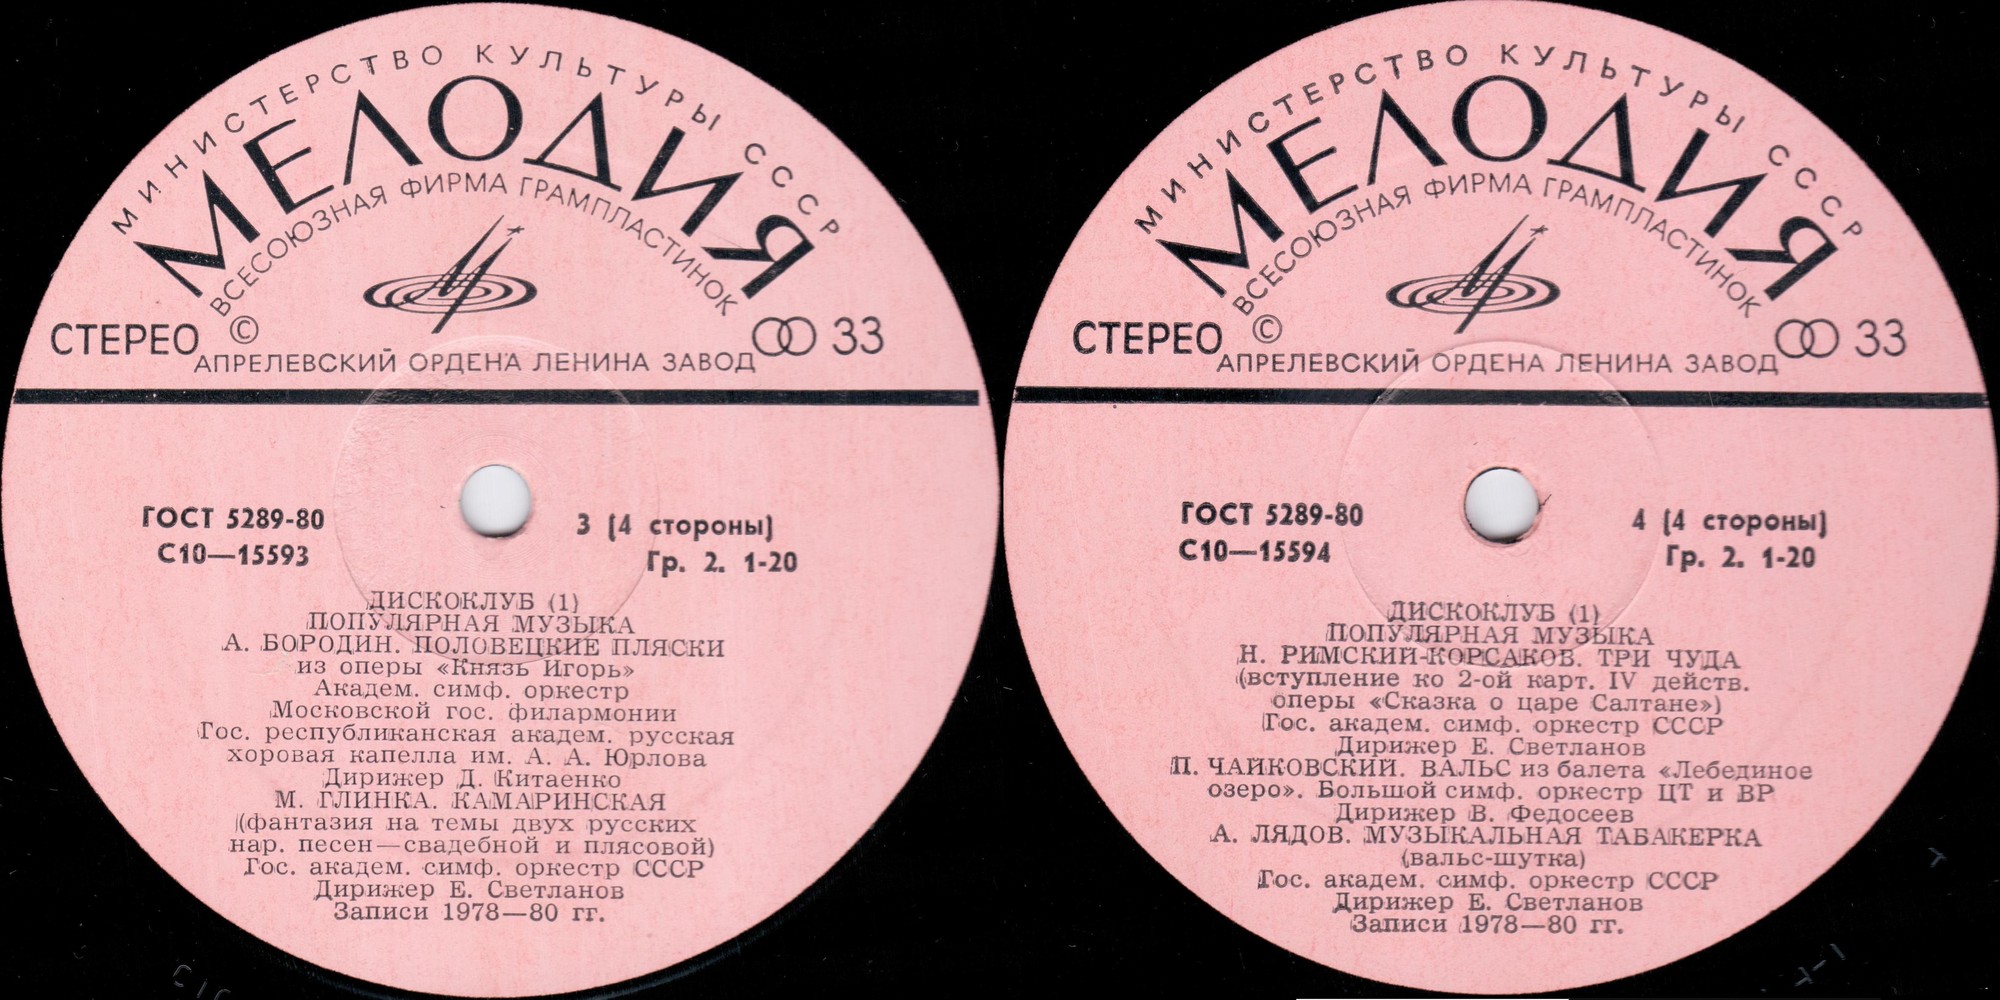 МИНИСТЕРСТВО КУЛЬТУРЫ СССР
МЕЛОДИЯ
ВСЕСОЮЗНАЯ ФИРМА ГРАМПЛАСТИНОК
СТЕРЕО © 33
АПРЕЛЕВСКИЙ ОРДЕНА ЛЕНИНА ЗАВОД
ГОСТ 5289-80
С10—15593
3 (4 стороны)
Гр. 2. 1-20
ДИСКОКЛУБ (1)
ПОПУЛЯРНАЯ МУЗЫКА
А. БОРОДИН. ПОЛОВЕЦКИЕ ПЛЯСКИ
из оперы «Князь Игорь»
Академ. симф. оркестр
Московской гос. филармонии
Гос. республиканская академ. русская
хоровая капелла им. А. А. Юрлова
Дирижер Д. Китаенко
М. ГЛИНКА. КАМАРИНСКАЯ
(фантазия на темы двух русских
нар. песен—свадебной и плясовой)
Гос. академ. симф. оркестр СССР
Дирижер Е. Светланов
Записи 1978—80 гг.
МИНИСТЕРСТВО КУЛЬТУРЫ СССР
МЕЛОДИЯ
ВСЕСОЮЗНАЯ ФИРМА ГРАМПЛАСТИНОК
СТЕРЕО © 33
АПРЕЛЕВСКИЙ ОРДЕНА ЛЕНИНА ЗАВОД
ГОСТ 5289-80
С10—15594
4 (4 стороны)
Гр. 2. 1-20
ДИСКОКЛУБ (1)
ПОПУЛЯРНАЯ МУЗЫКА
Н. РИМСКИЙ-КОРСАКОВ. ТРИ ЧУДА
(вступление ко 2-ой карт. IV действ.
оперы «Сказка о царе Салтане»)
Гос. академ. симф. оркестр СССР
Дирижер Е. Светланов
П. ЧАЙКОВСКИЙ. ВАЛЬС из балета «Лебединое
озеро». Большой симф. оркестр ЦТ и ВР
Дирижер В. Федосеев
А. ЛЯДОВ. МУЗЫКАЛЬНАЯ ТАБАКЕРКА
(вальс-шутка)
Гос. академ. симф. оркестр СССР
Дирижер Е. Светланов
Записи 1978—80 гг.